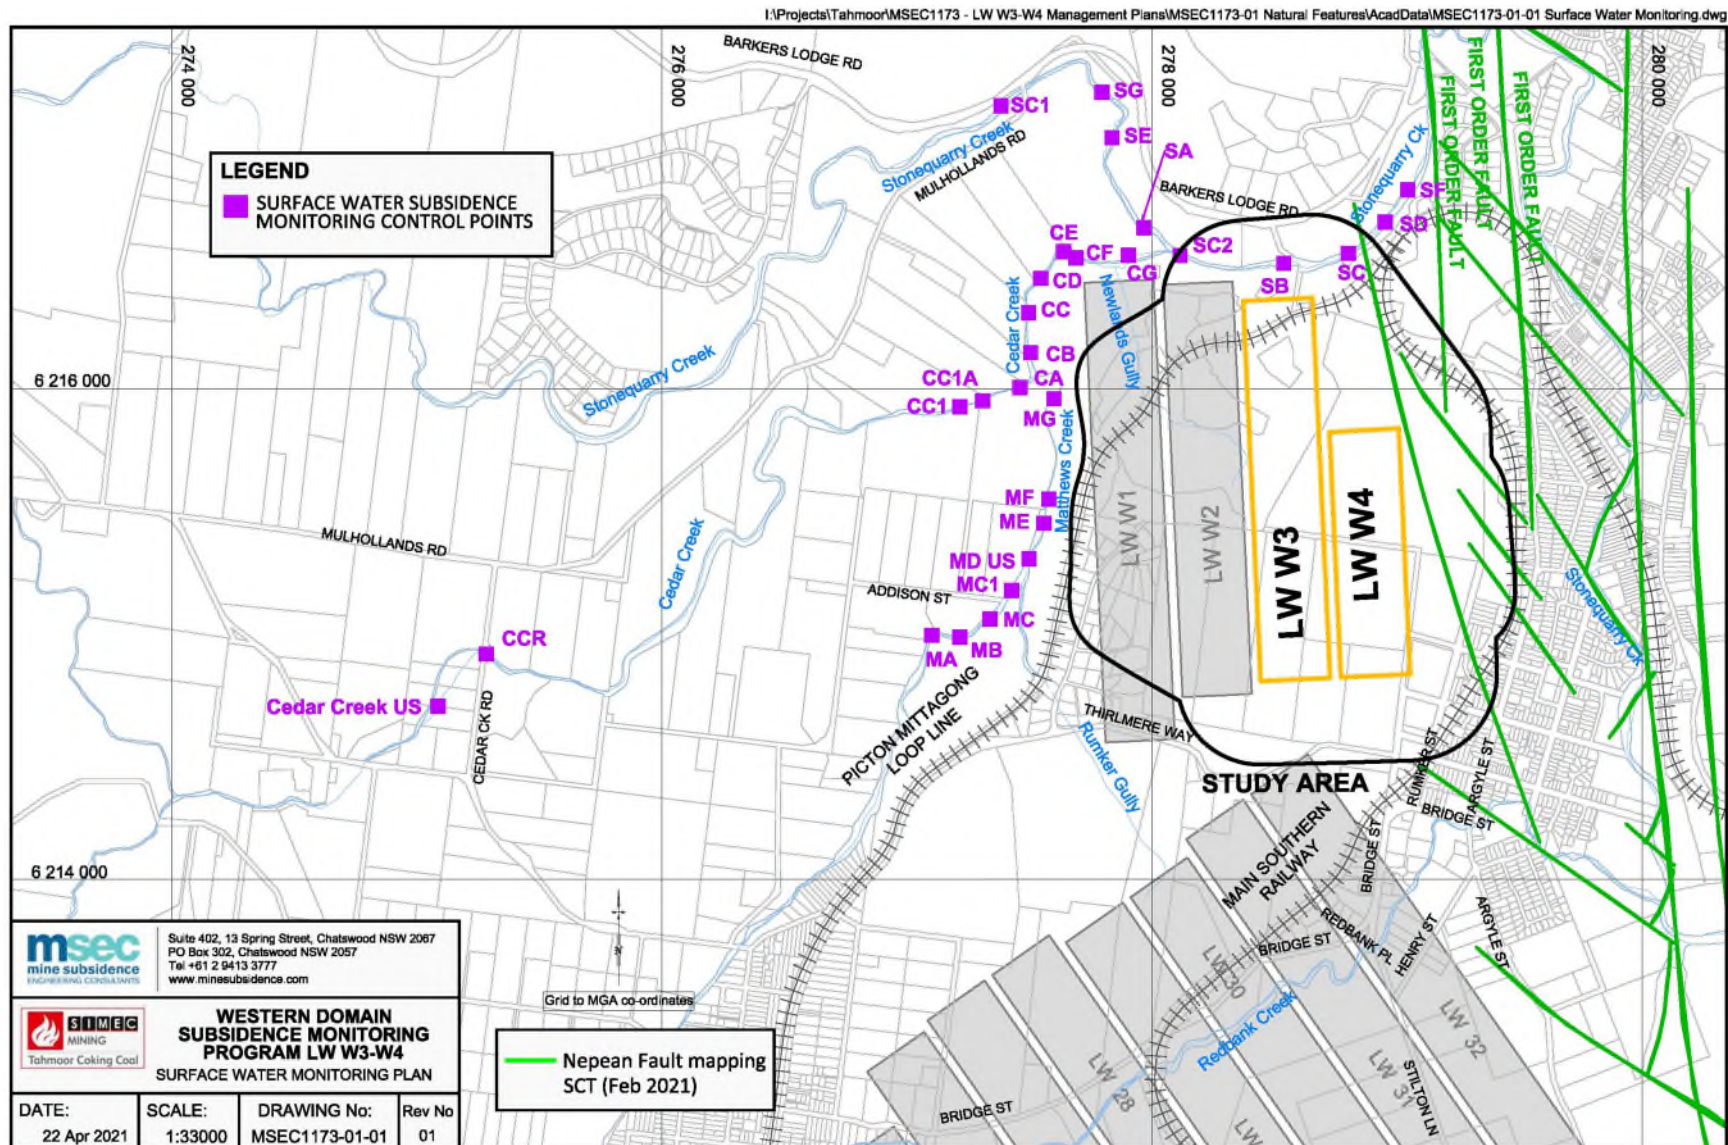 I:\Projects\Tahmoor\MSEC1173 - LW W3-W4 Management Plans\MSEC1173-01 Natural Features\AcadData\MSEC1173-01-01 Surface Water Monitoring.dwg
274 000
276 000
278 000
280 000
BARKERS LODGE RD
FIRST ORDER FAULT
FIRST ORDER FAULT
FIRST ORDER FAULT
SC1
SG
SE
SA
Stonequarry Creek
MULHOLLANDS RD
BARKERS LODGE RD
Stonequarry Ck
SF
SD
LEGEND
SURFACE WATER SUBSIDENCE
MONITORING CONTROL POINTS
CE
CF
CG
SC2
SB
SC
CD
CC
CB
Cedar Creek
Newlands Gully
Stonequarry Creek
6 216 000
CC1A
CA
CC1
MG
Matthews Creek
MF
ME
MD US
MC1
MC
MB
MA
ADDISON ST
MULHOLLANDS RD
Cedar Creek
LW W1
LW W2
LW W3
LW W4
Stonequarry Ck
CCR
Cedar Creek US
CEDAR CK RD
PICTON MITTAGONG
LOOP LINE
THIRLMERE WAY
Rumker Gully
STUDY AREA
RUMKER ST
ARGYLE ST
BRIDGE ST
BRIDGE ST
6 214 000
MAIN SOUTHERN
RAILWAY
REDBANK PL
HENRY ST
ARGYLE ST
BRIDGE ST
LW 30
LW 32
Redbank Creek
LW 28
LW 31
STILTON LN
LW
BRIDGE ST
msec
mine subsidence
ENGINEERING CONSULTANTS
Suite 402, 13 Spring Street, Chatswood NSW 2067
PO Box 302, Chatswood NSW 2057
Tel +61 2 9413 3777
www.minesubsidence.com
N
Grid to MGA co-ordinates
SIMEC
MINING
Tahmoor Coking Coal
WESTERN DOMAIN
SUBSIDENCE MONITORING
PROGRAM LW W3-W4
SURFACE WATER MONITORING PLAN
Nepean Fault mapping
SCT (Feb 2021)
DATE:
22 Apr 2021
SCALE:
1:33000
DRAWING No:
MSEC1173-01-01
Rev No
01